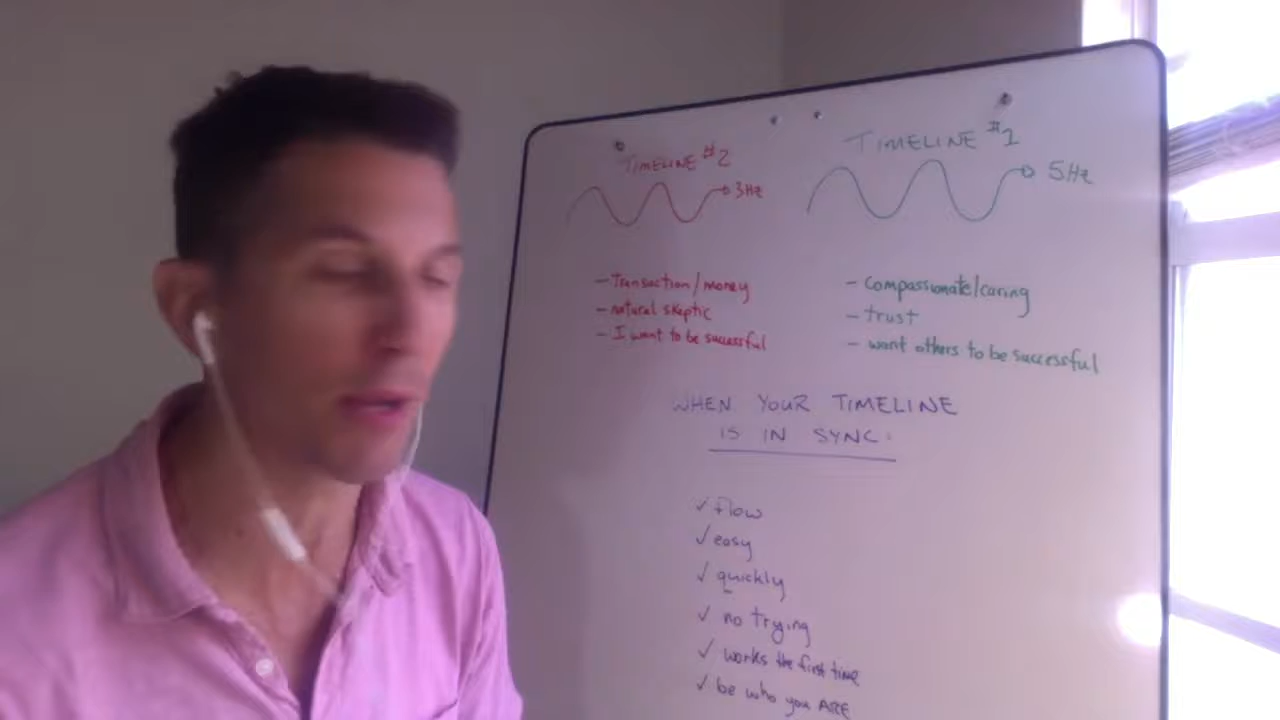 TIMELINE #2
3Hz
- Transaction/money
- natural skeptic
- I want to be successful
TIMELINE #1
5Hz
- compassionate/caring
- trust
- want others to be successful
WHEN YOUR TIMELINE
IS IN SYNC:
✓ flow
✓ easy
✓ quickly
✓ no trying
✓ works the first time
✓ be who you ARE